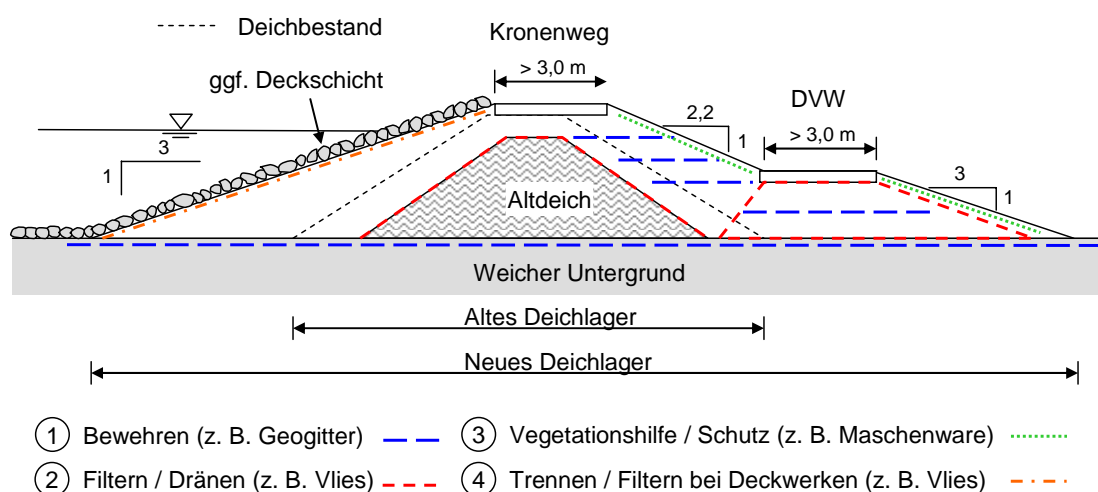 Deichbestand
Kronenweg
> 3,0 m
ggf. Deckschicht
DVW
2,2
1
> 3,0 m
3
1
3
1
Altdeich
Weicher Untergrund
Altes Deichlager
Neues Deichlager
1 Bewehren (z. B. Geogitter)
3 Vegetationshilfe / Schutz (z. B. Maschenware)
2 Filtern / Dränen (z. B. Vlies)
4 Trennen / Filtern bei Deckwerken (z. B. Vlies)